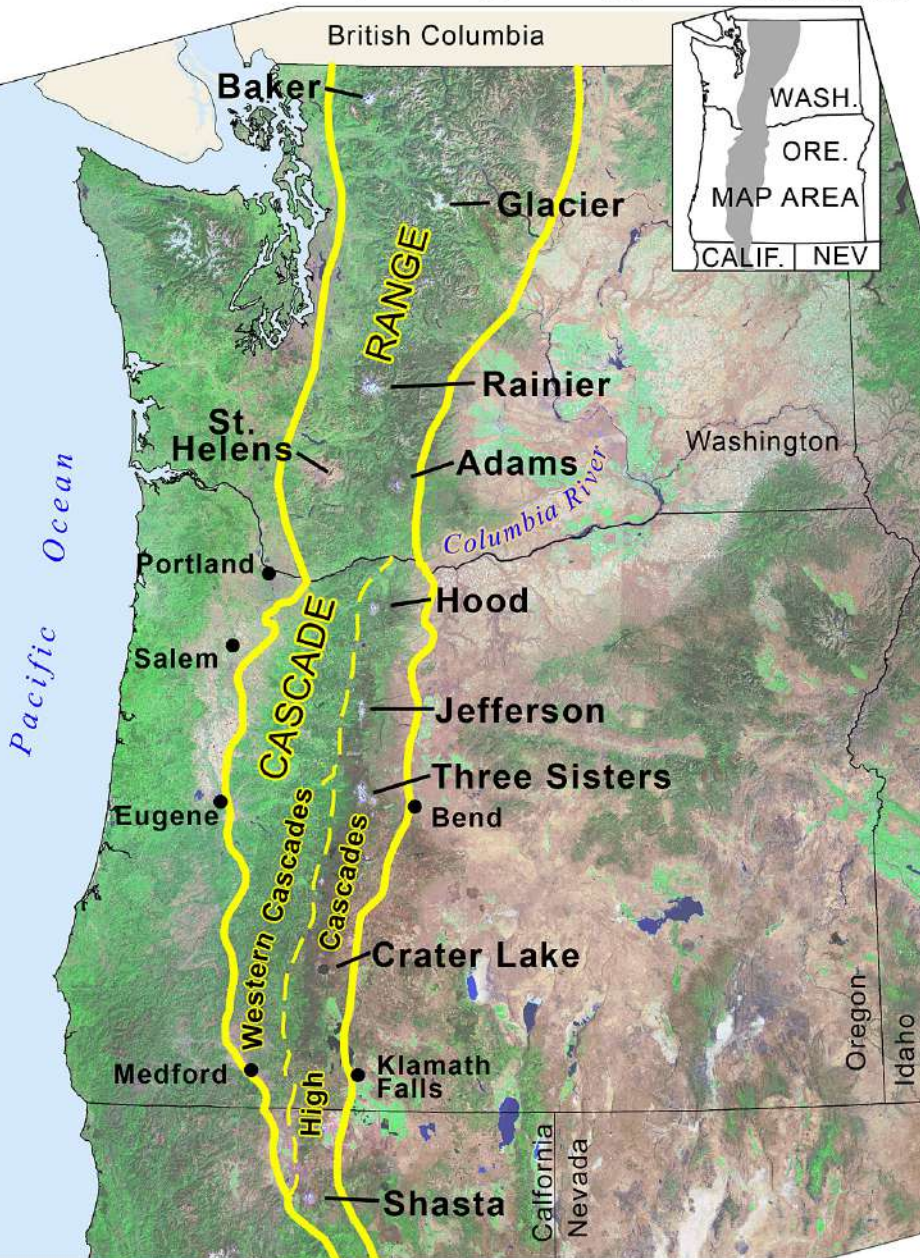 British Columbia
Baker
WASH.
ORE.
MAP AREA
CALIF.
NEV
Glacier
RANGE
Rainier
St.
Helens
Washington
Adams
Columbia River
Pacific Ocean
Portland
Hood
CASCADE
Salem
Jefferson
Three Sisters
Eugene
Bend
Western Cascades
Cascades
Crater Lake
Oregon
Idaho
Medford
Klamath
Falls
High
Calfornia
Nevada
Shasta